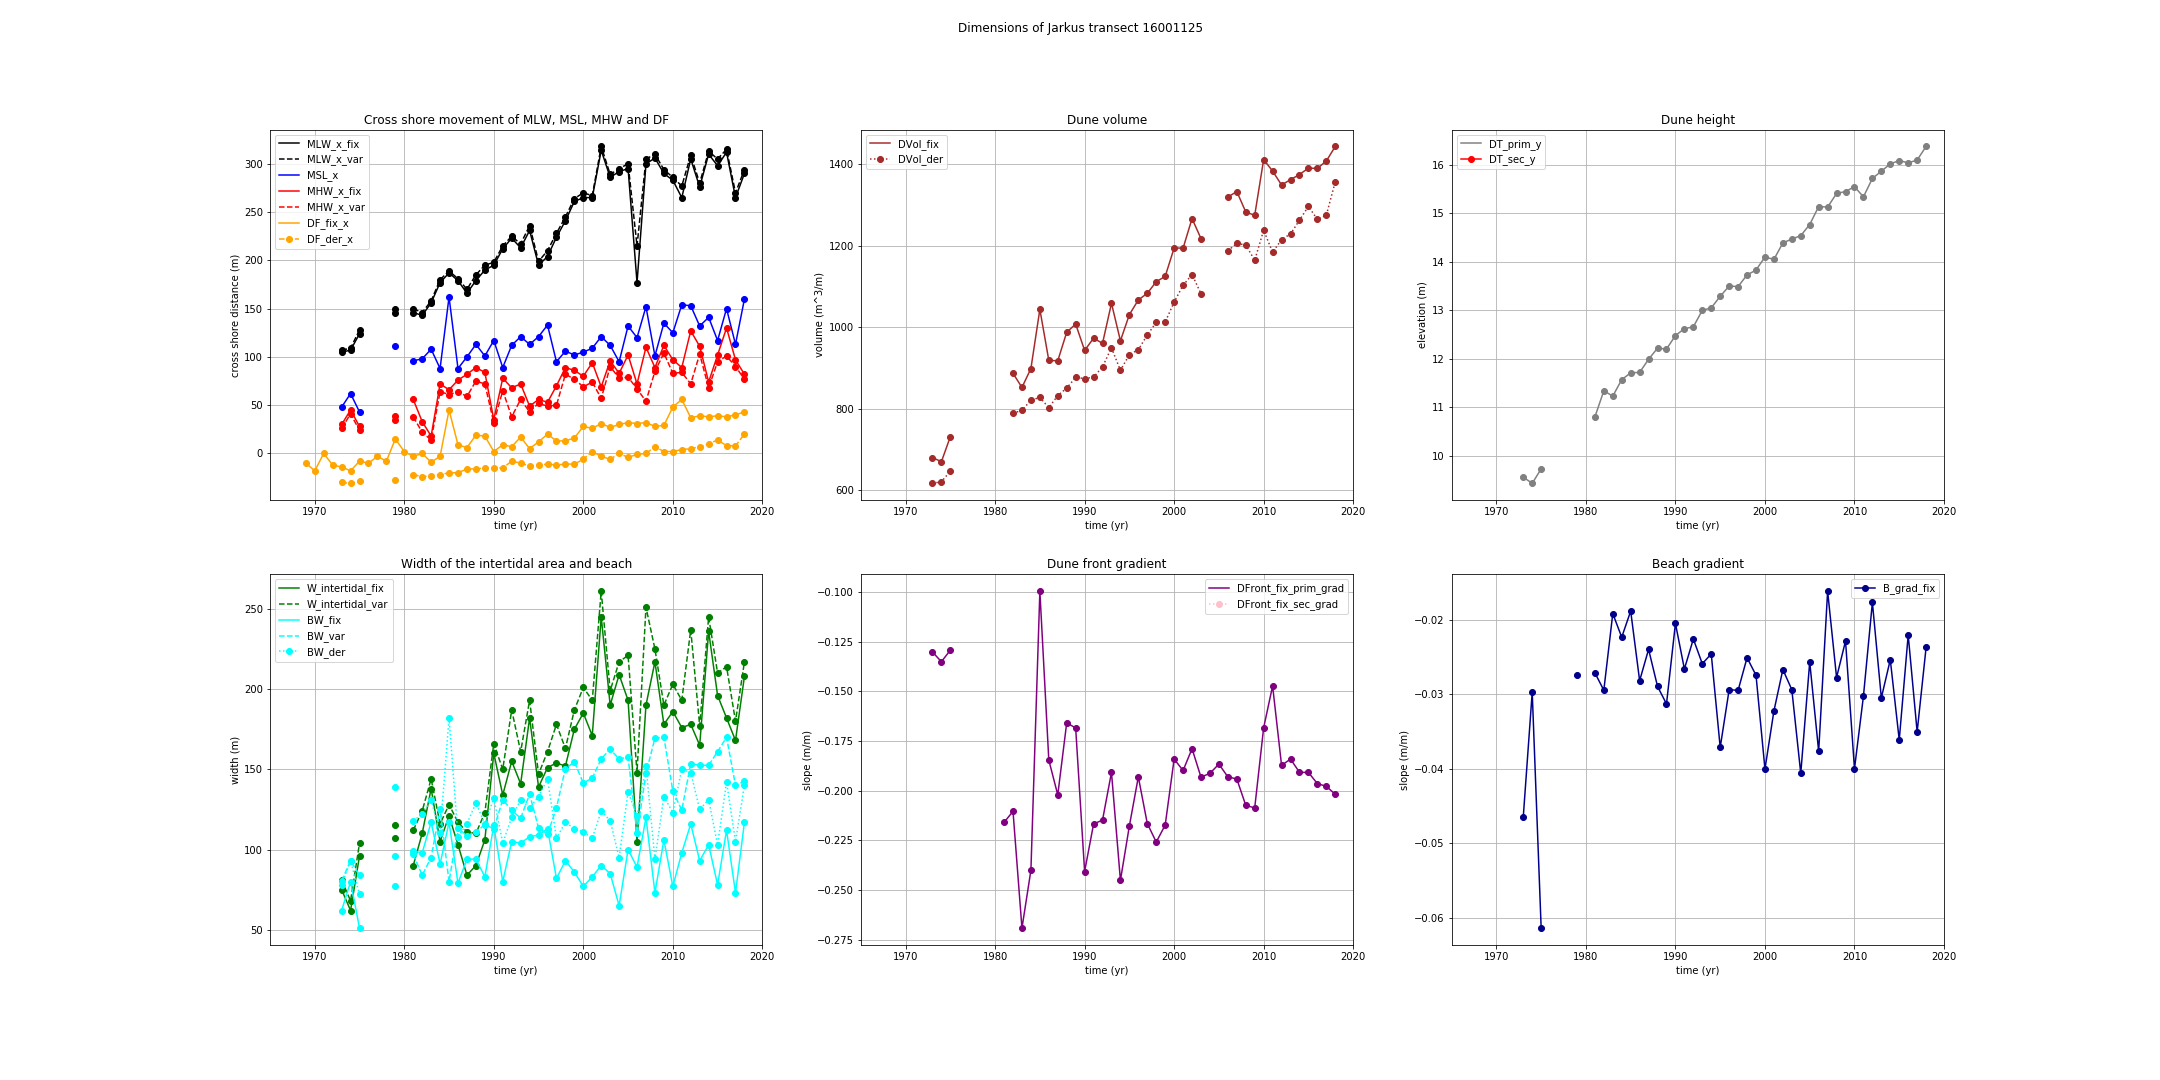 Dimensions of Jarkus transect 16001125
Cross shore movement of MLW, MSL, MHW and DF
MLW_x_fix
MLW_x_var
MSL_x
MHW_x_fix
MHW_x_var
DF_fix_x
DF_der_x
cross shore distance (m)
300
250
200
150
100
50
0
1970
1980
1990
2000
2010
2020
time (yr)
Dune volume
DVol_fix
DVol_der
volume (m^3/m)
1400
1200
1000
800
600
1970
1980
1990
2000
2010
2020
time (yr)
Dune height
DT_prim_y
DT_sec_y
elevation (m)
16
15
14
13
12
11
10
1970
1980
1990
2000
2010
2020
time (yr)
Width of the intertidal area and beach
W_intertidal_fix
W_intertidal_var
BW_fix
BW_var
BW_der
width (m)
250
200
150
100
50
1970
1980
1990
2000
2010
2020
time (yr)
Dune front gradient
DFront_fix_prim_grad
DFront_fix_sec_grad
slope (m/m)
−0.100
−0.125
−0.150
−0.175
−0.200
−0.225
−0.250
−0.275
1970
1980
1990
2000
2010
2020
time (yr)
Beach gradient
B_grad_fix
slope (m/m)
−0.02
−0.03
−0.04
−0.05
−0.06
1970
1980
1990
2000
2010
2020
time (yr)